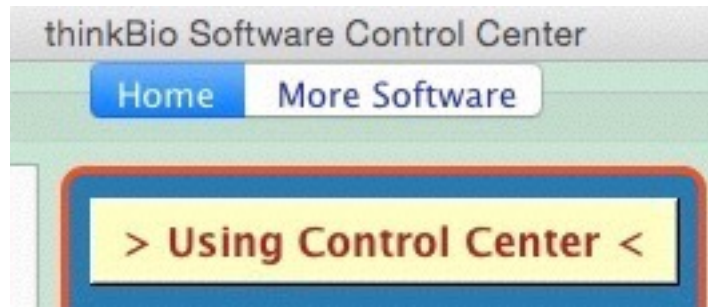 thinkBio Software Control Center
Home More Software
> Using Control Center <